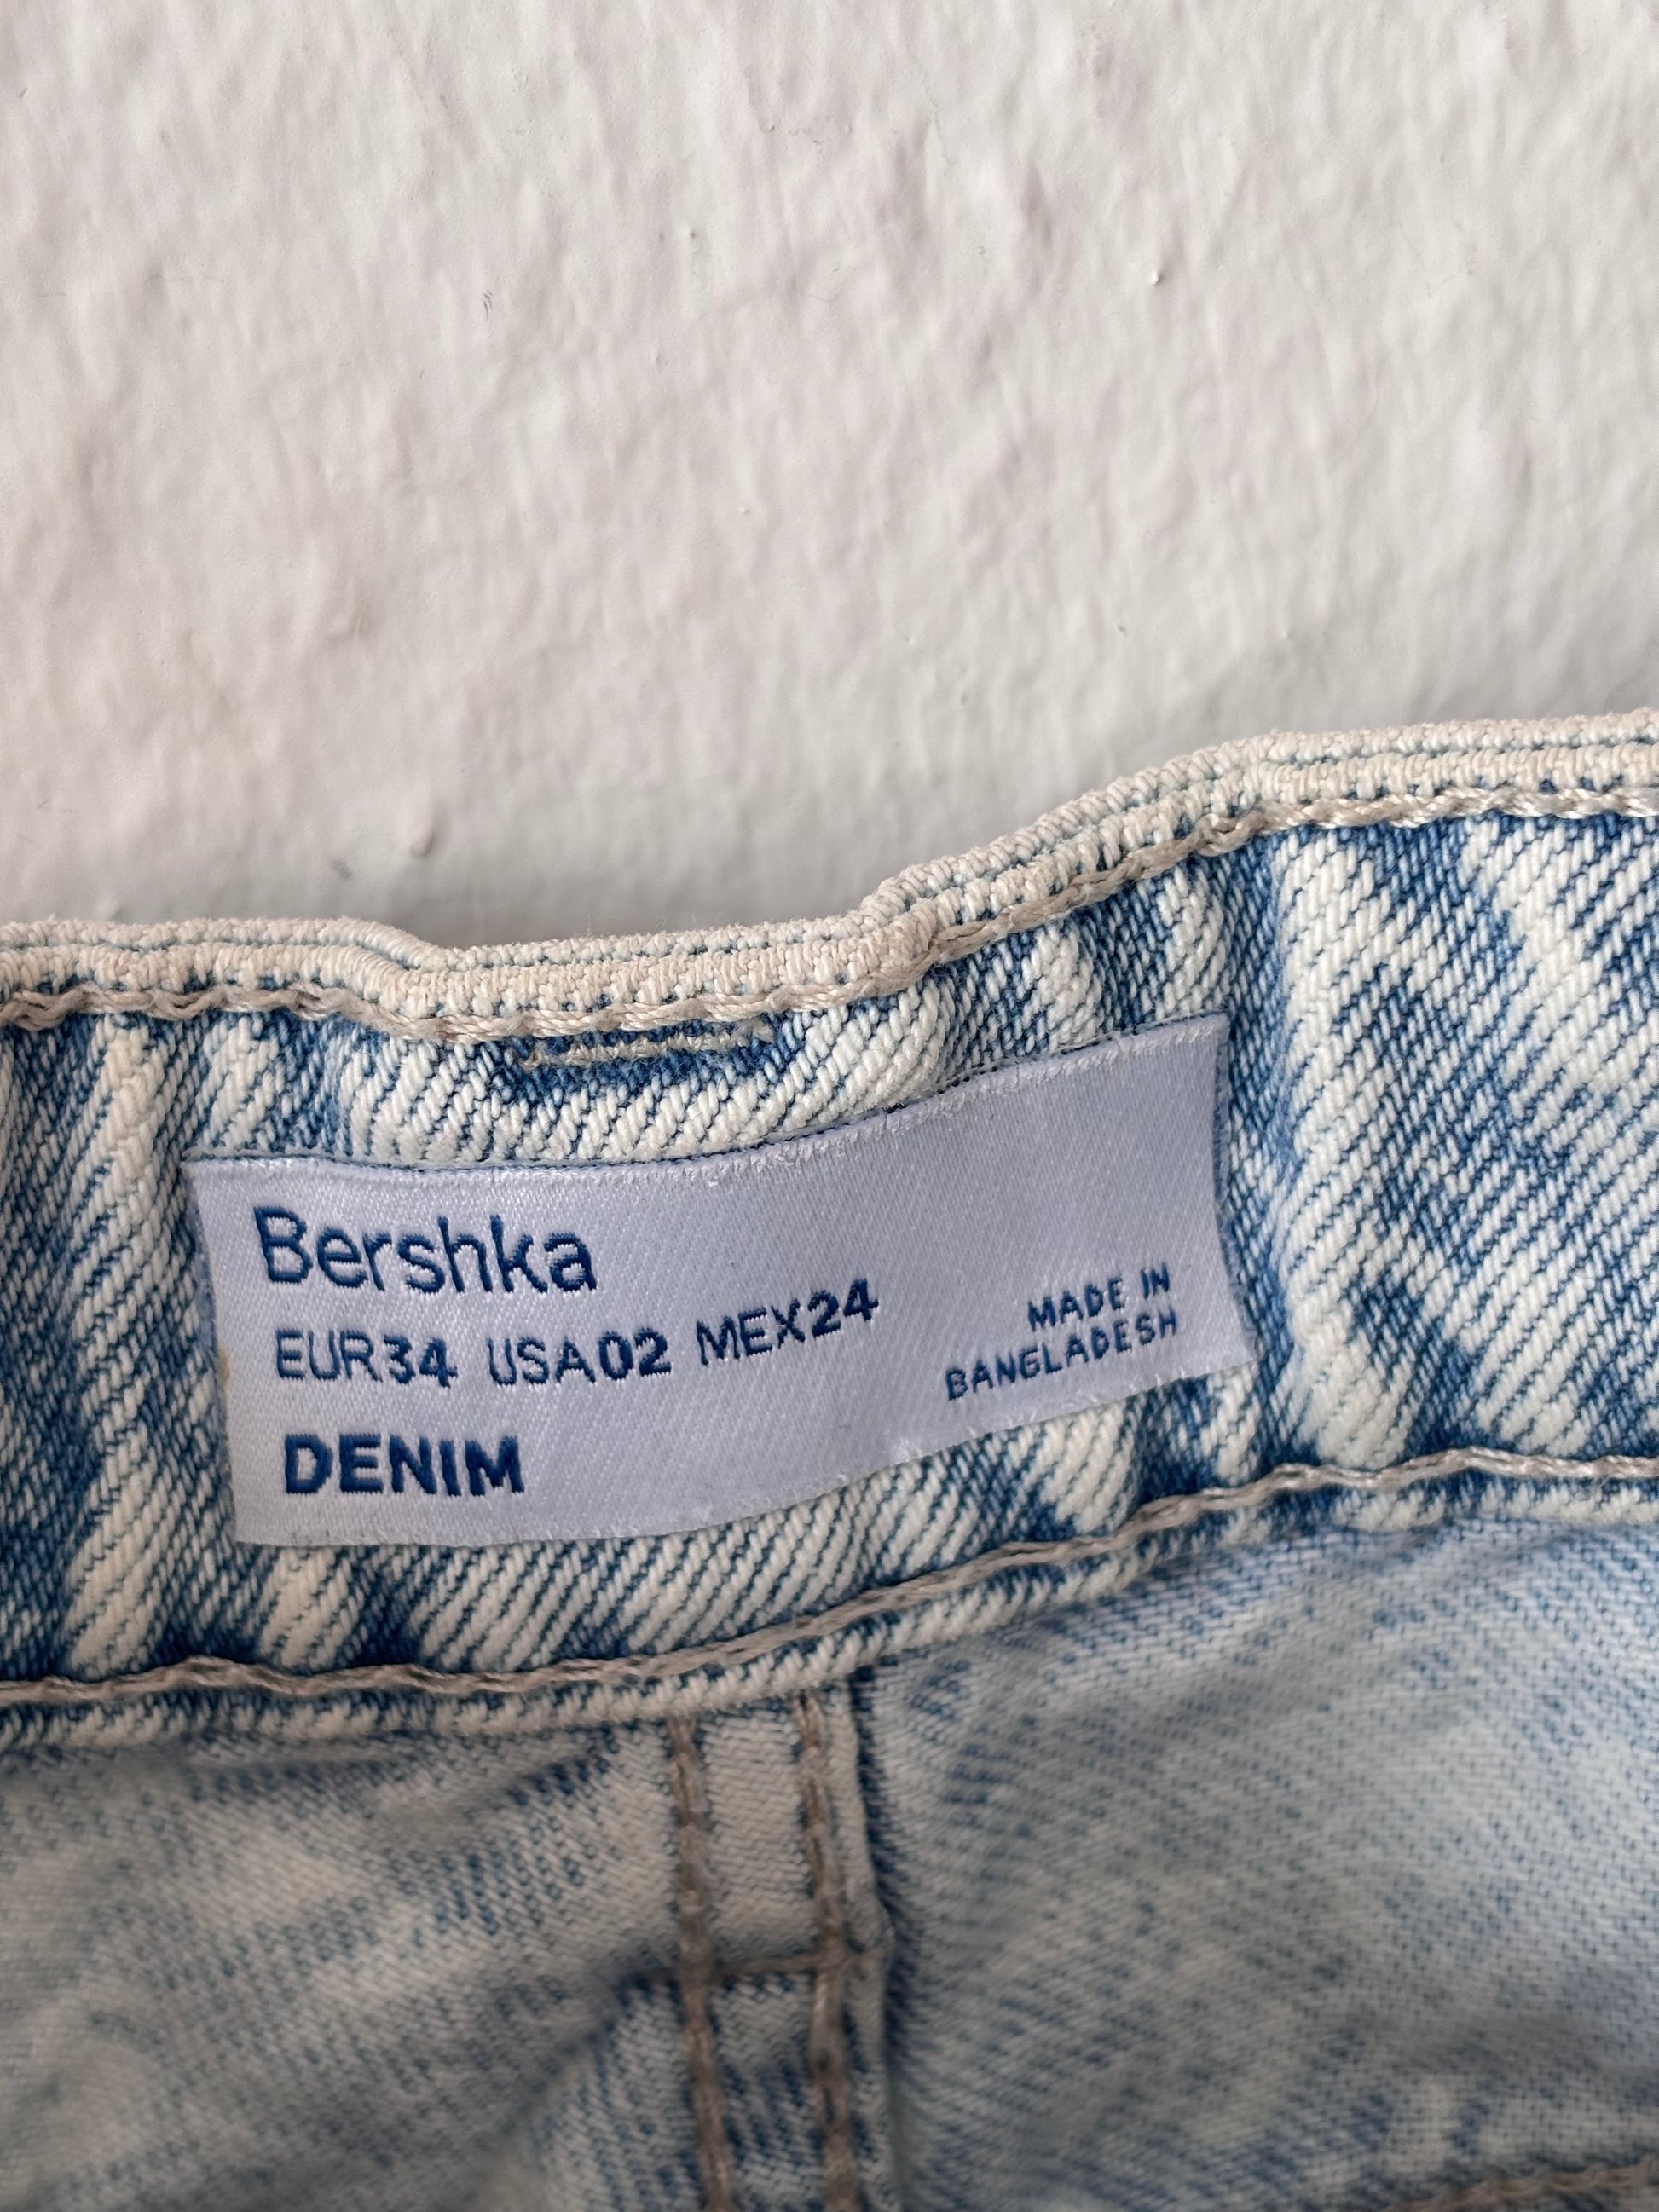 Bershka
EUR34 USA02 MEX24
DENIM
MADE IN
BANGLADESH